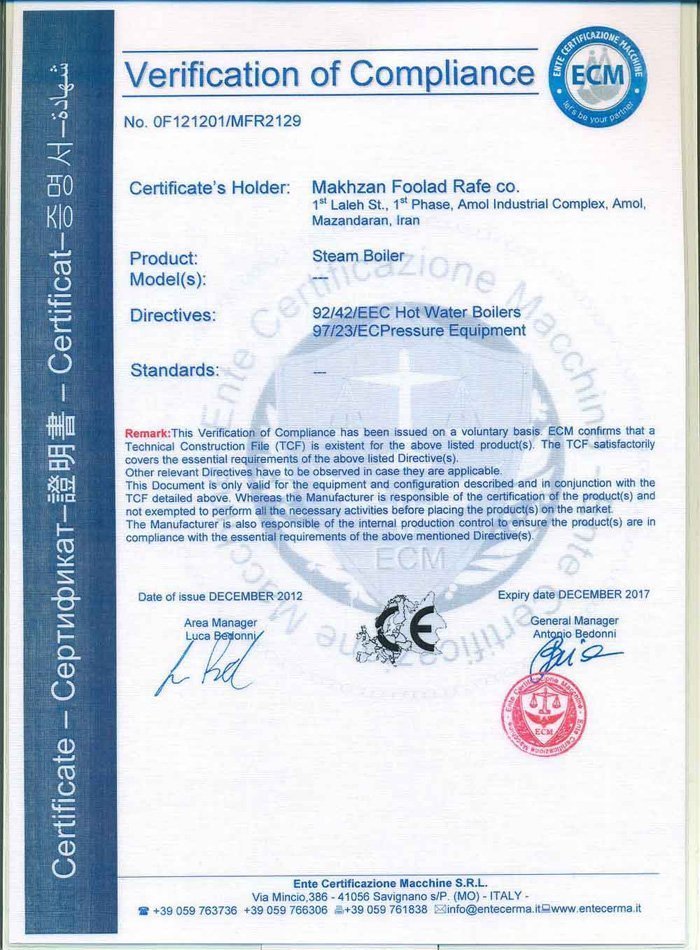 Verification of Compliance
ENTE CERTIFICAZIONE MACCHINE
ECM
let's be your partner
No. 0F121201/MFR2129
Certificate's Holder: Makhzan Foolad Rafe co.
1st Laleh St., 1st Phase, Amol Industrial Complex, Amol,
Mazandaran, Iran
Product: Steam Boiler
Model(s): ---
Directives: 92/42/EEC Hot Water Boilers
97/23/ECPressure Equipment
Standards: ---
Remark:This Verification of Compliance has been issued on a voluntary basis. ECM confirms that a
Technical Construction File (TCF) is existent for the above listed product(s). The TCF satisfactorily
covers the essential requirements of the above listed Directive(s).
Other relevant Directives have to be observed in case they are applicable.
This Document is only valid for the equipment and configuration described and in conjunction with the
TCF detailed above. Whereas the Manufacturer is responsible of the certification of the product(s) and
not exempted to perform all the necessary activities before placing the product(s) on the market.
The Manufacturer is also responsible of the internal production control to ensure the product(s) are in
compliance with the essential requirements of the above mentioned Directive(s).
Date of issue DECEMBER 2012
Expiry date DECEMBER 2017
Area Manager
Luca Bedonni
General Manager
Antonio Bedonni
CE
Ente Certificazione Macchine
ECM
Ente Certificazione Macchine
Ente Certificazione Macchine
ECM
Ente Certificazione Macchine S.R.L.
Via Mincio,386 - 41056 Savignano s/P. (MO) - ITALY -
☎ +39 059 763736 +39 059 766306 +39 059 761838 ✉info@entecerma.it www.entecerma.it
Certificate – Сертификат–證明書 – Certificat–증명서–شهادة